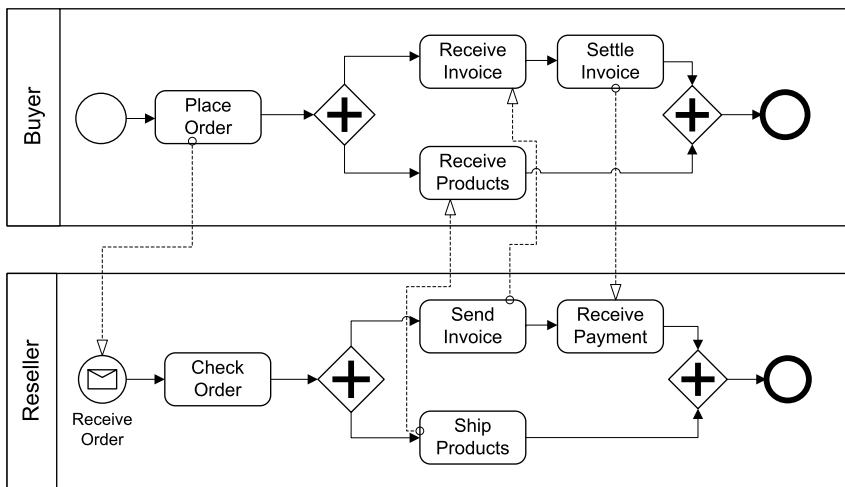 Buyer
Place
Order
Receive
Invoice
Settle
Invoice
Receive
Products
Reseller
Receive
Order
Check
Order
Send
Invoice
Receive
Payment
Ship
Products